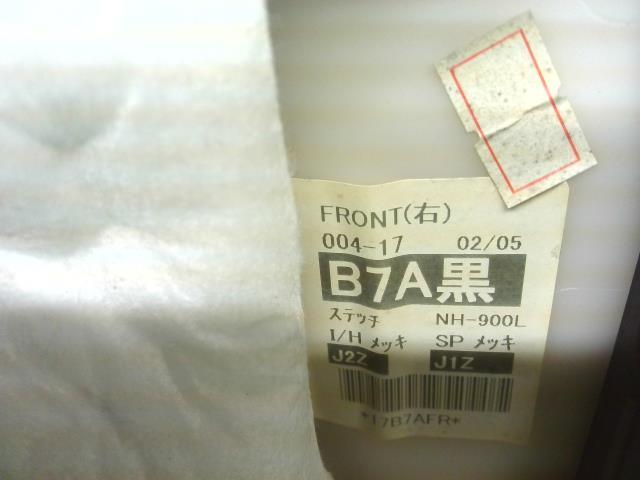 FRONT(右)
004-17 02/05
B7A黒
ステッチ NH-900L
I/H メッキ SP メッキ
J2Z J1Z
*17B7AFR*